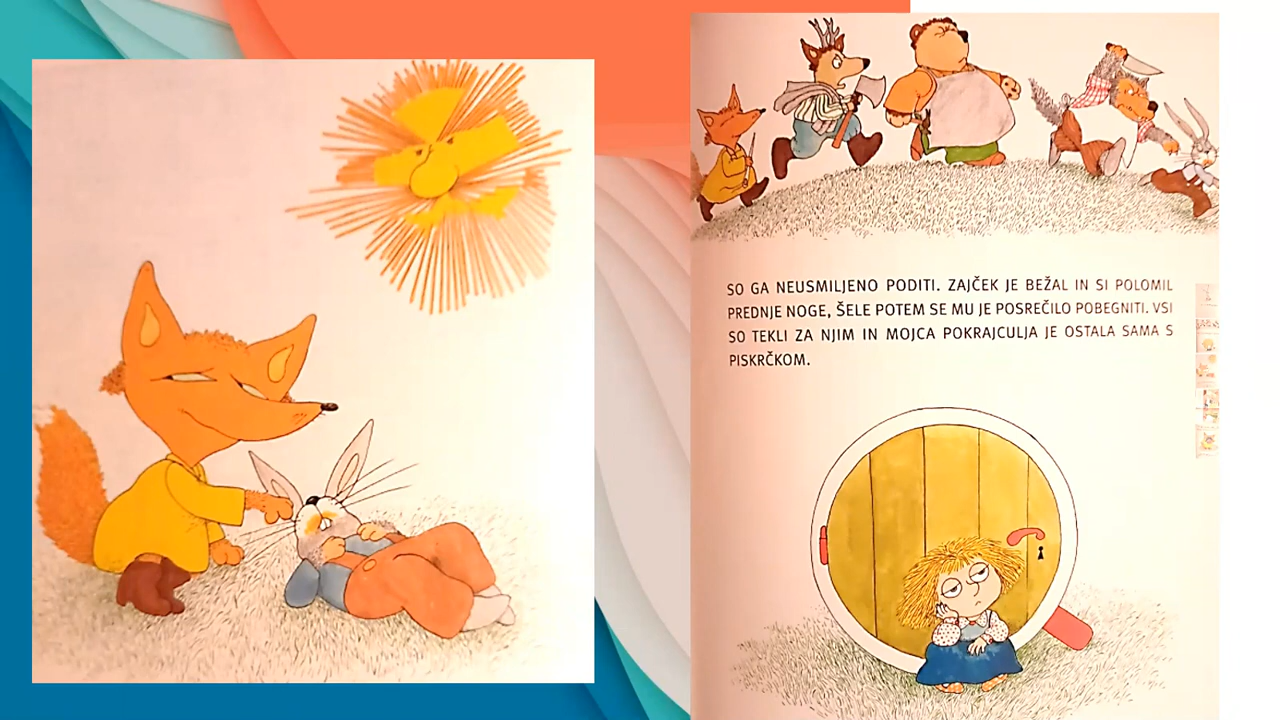 SO GA NEUSMILJENO PODITI. ZAJČEK JE BEŽAL IN SI POLOMIL
PREDNJE NOGE, ŠELE POTEM SE MU JE POSREČILO POBEGNITI. VSI
SO TEKLI ZA NJIM IN MOJCA POKRAJCULJA JE OSTALA SAMA S
PISKRČKOM.